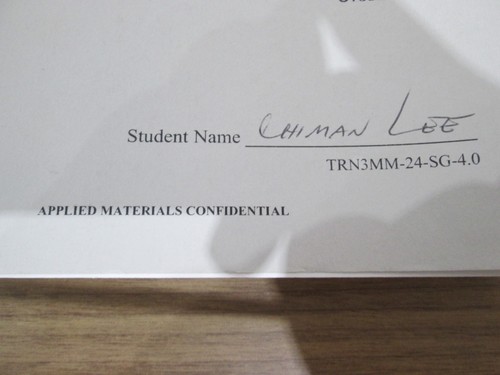 Student Name CHIMAN LEE
TRN3MM-24-SG-4.0
APPLIED MATERIALS CONFIDENTIAL